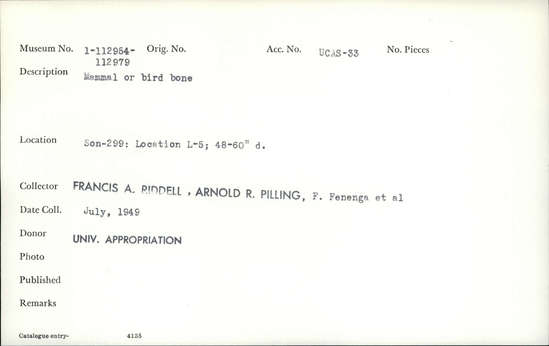 Museum No. 1-112954- Orig. No. Acc. No. UCAS-33 No. Pieces
112979
Description Mammal or bird bone
Location Son-299: Location L-5; 48-60" d.
Collector FRANCIS A. RIDDELL , ARNOLD R. PILLING, F. Fenenga et al
Date Coll. July, 1949
Donor UNIV. APPROPRIATION
Photo
Published
Remarks
Catalogue entry- 4135